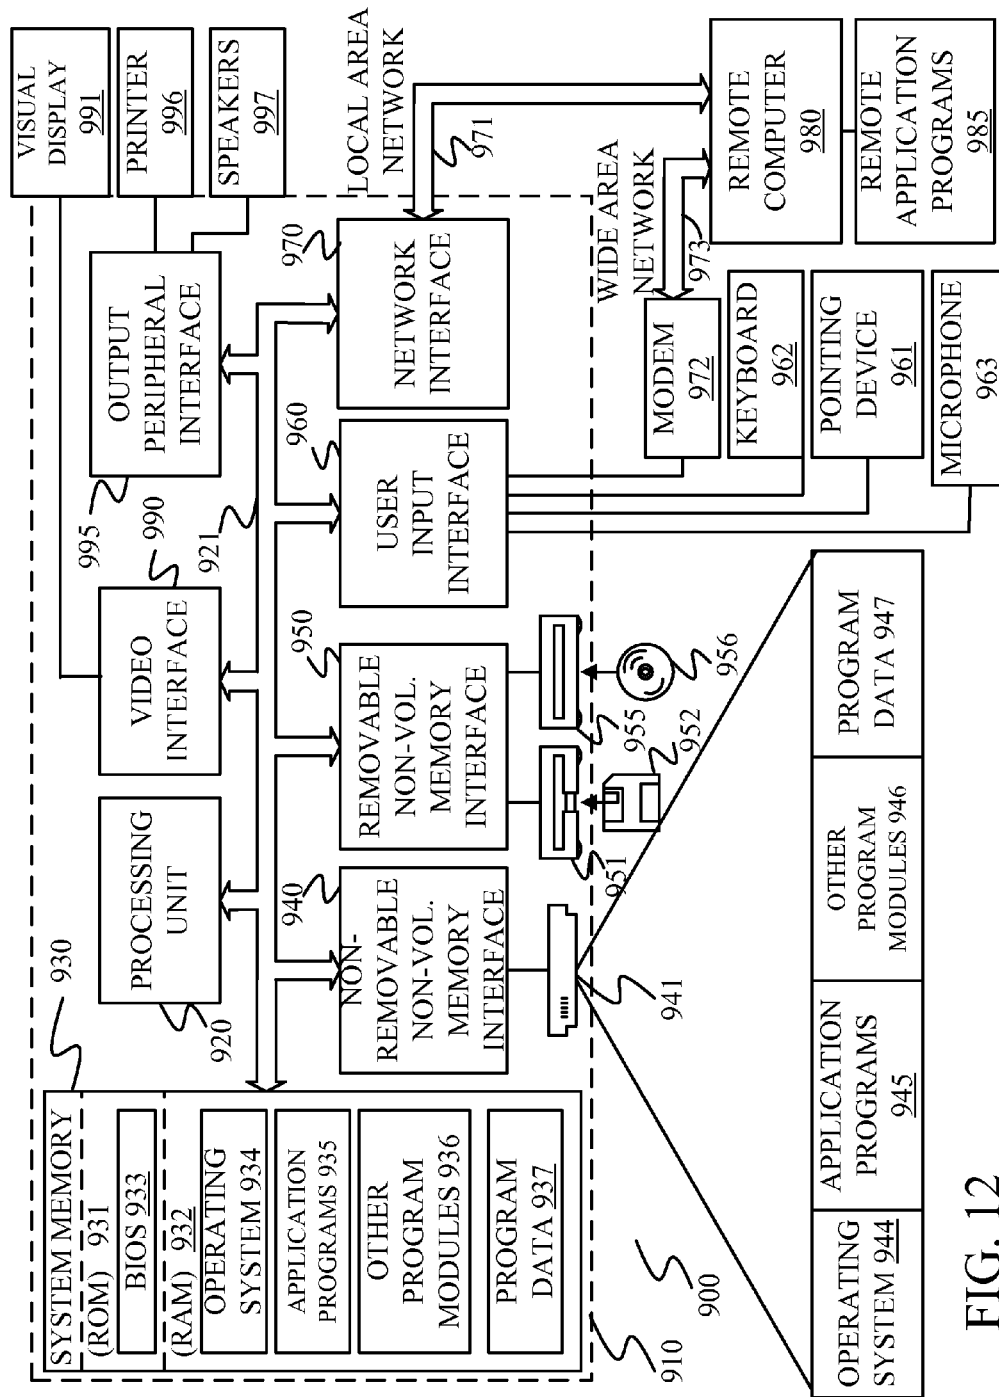 SYSTEM MEMORY
(ROM) 931
BIOS 933
(RAM) 932
OPERATING
SYSTEM 934
APPLICATION
PROGRAMS 935
OTHER
PROGRAM
MODULES 936
PROGRAM
DATA 937
930
PROCESSING
UNIT
920
VIDEO
INTERFACE
990
921
OUTPUT
PERIPHERAL
INTERFACE
995
VISUAL
DISPLAY
991
PRINTER
996
SPEAKERS
997
NON-
REMOVABLE
NON-VOL.
MEMORY
INTERFACE
940
REMOVABLE
NON-VOL.
MEMORY
INTERFACE
950
USER
INPUT
INTERFACE
960
NETWORK
INTERFACE
970
LOCAL AREA
NETWORK
971
910
900
941
951
952
955
956
WIDE AREA
NETWORK
973
MODEM
972
KEYBOARD
962
POINTING
DEVICE
961
MICROPHONE
963
REMOTE
COMPUTER
980
REMOTE
APPLICATION
PROGRAMS
985
OPERATING
SYSTEM 944
APPLICATION
PROGRAMS
945
OTHER
PROGRAM
MODULES 946
PROGRAM
DATA 947
FIG. 12